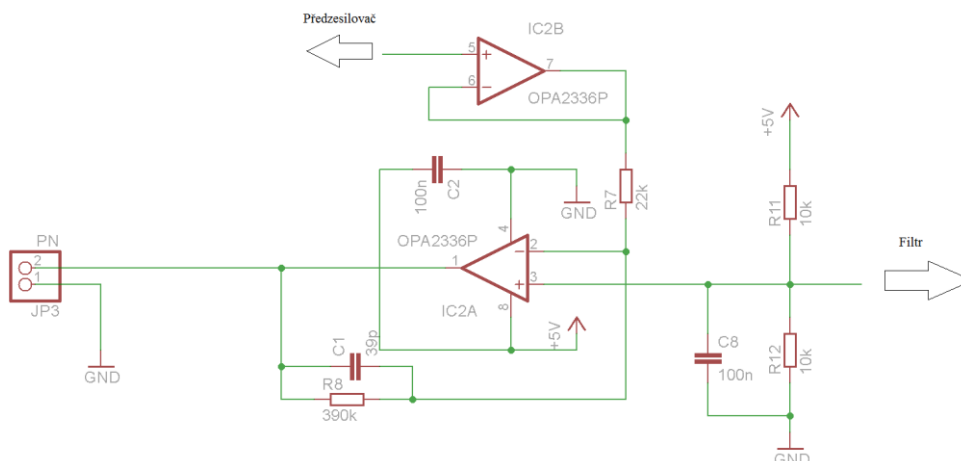 Předzesilovač
IC2B
5
+
7
6
-
OPA2336P
+5V
100n
C2
R7
22k
R11
10k
GND
4
OPA2336P
Filtr
PN
2
1
JP3
1
2
-
3
+
IC2A
8
+5V
C1
39p
C8
100n
R12
10k
GND
R8
390k
GND